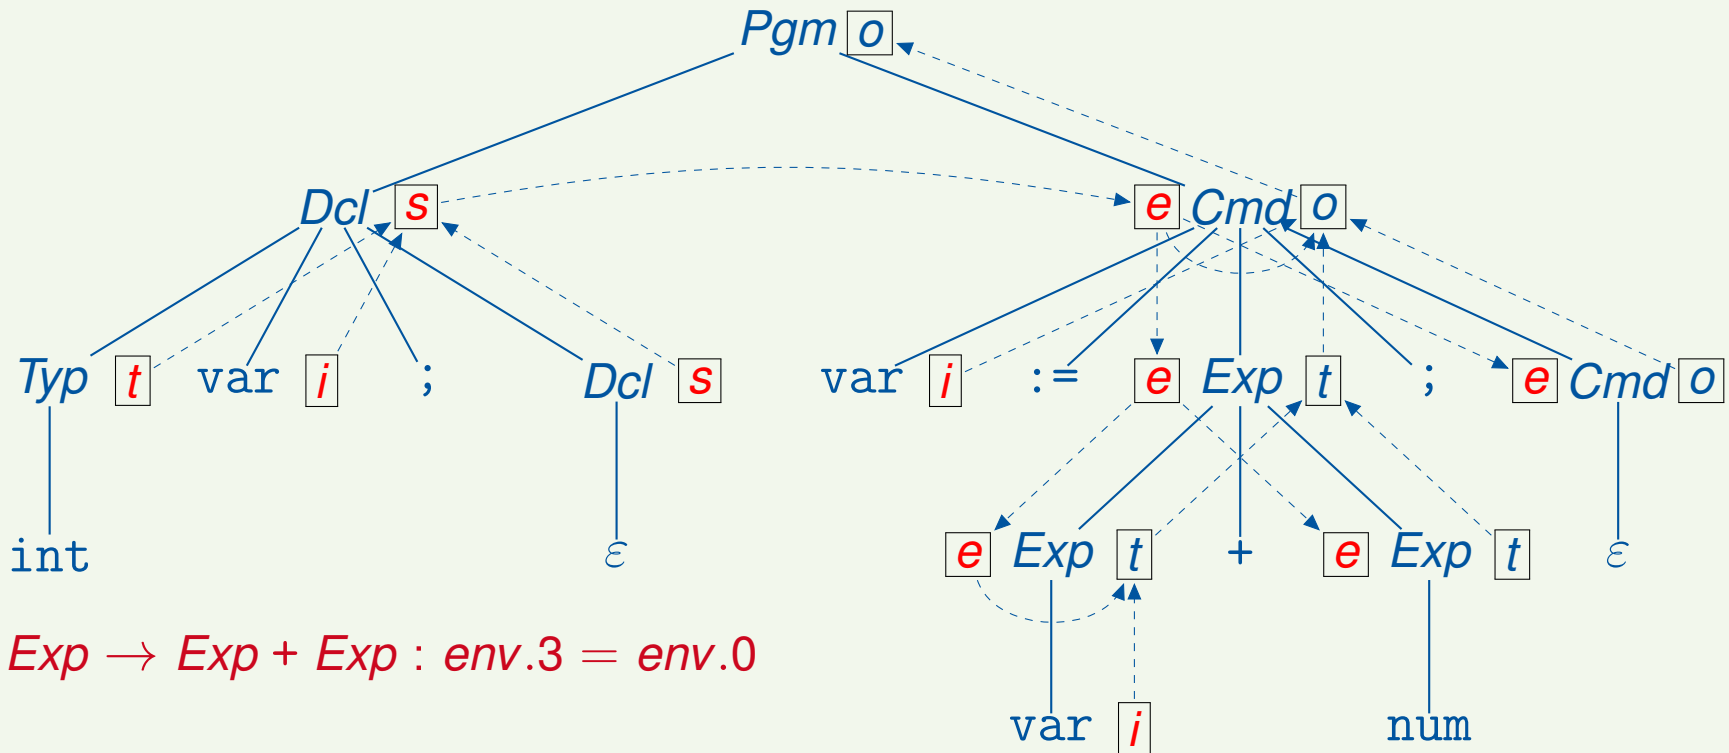 Pgm o
Dcl s e Cmd o
Typ t var i ; Dcl s var i := e Exp t ; e Cmd o
int ε e Exp t + e Exp t ε
Exp → Exp + Exp : env.3 = env.0
var i num